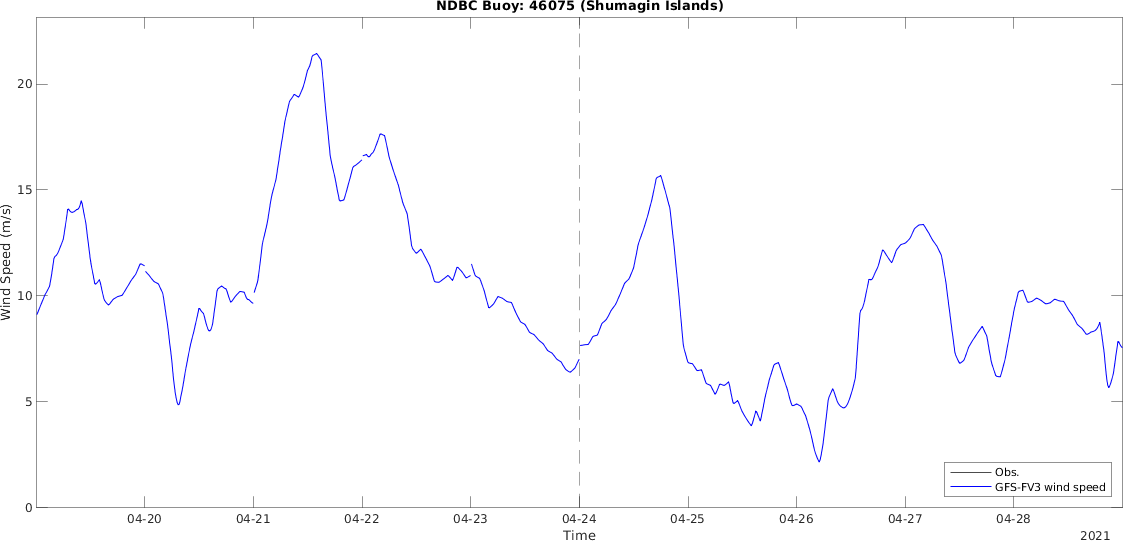 NDBC Buoy: 46075 (Shumagin Islands)
Wind Speed (m/s)
20
15
10
5
0
04-20 04-21 04-22 04-23 04-24 04-25 04-26 04-27 04-28
Time
2021
Obs.
GFS-FV3 wind speed